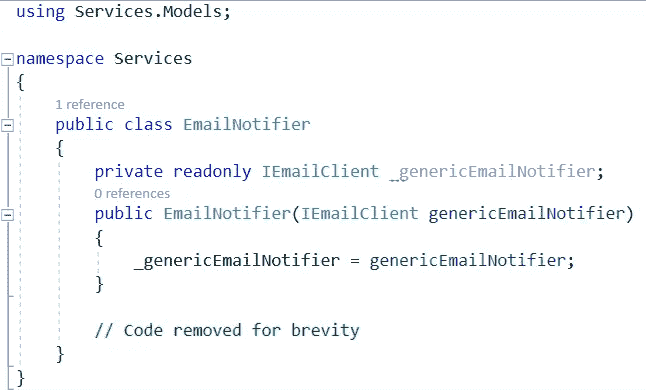 using Services.Models;
namespace Services
{
1 reference
public class EmailNotifier
{
private readonly IEmailClient _genericEmailNotifier;
0 references
public EmailNotifier(IEmailClient genericEmailNotifier)
{
_genericEmailNotifier = genericEmailNotifier;
}
// Code removed for brevity
}
}